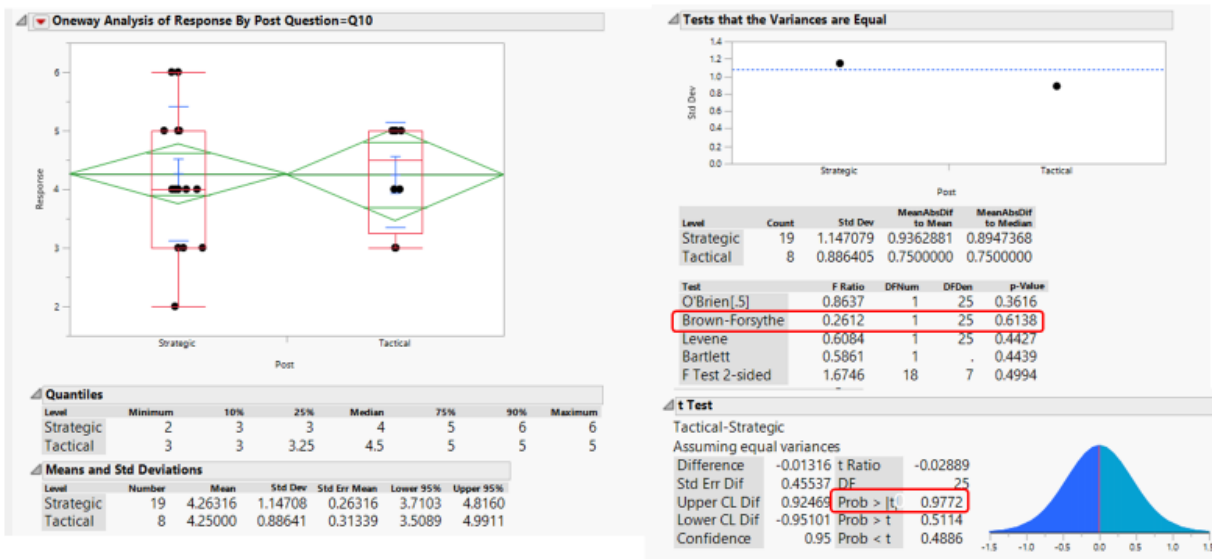 Oneway Analysis of Response By Post Question=Q10
6
5
4
3
2
Response
Strategic Tactical
Post
Quantiles
Level Minimum 10% 25% Median 75% 90% Maximum
Strategic 2 3 3 4 5 6 6
Tactical 3 3 3.25 4.5 5 5 5
Means and Std Deviations
Level Number Mean Std Dev Std Err Mean Lower 95% Upper 95%
Strategic 19 4.26316 1.14708 0.26316 3.7103 4.8160
Tactical 8 4.25000 0.88641 0.31339 3.5089 4.9911
Tests that the Variances are Equal
1.4
1.2
1.0
0.8
0.6
0.4
0.2
0.0
Std Dev
Strategic Tactical
Post
Level Count Std Dev MeanAbsDif to Mean MeanAbsDif to Median
Strategic 19 1.147079 0.9362881 0.8947368
Tactical 8 0.886405 0.7500000 0.7500000
Test F Ratio DFNum DFDen p-Value
O'Brien[.5] 0.8637 1 25 0.3616
Brown-Forsythe 0.2612 1 25 0.6138
Levene 0.6084 1 25 0.4427
Bartlett 0.5861 1 . 0.4439
F Test 2-sided 1.6746 18 7 0.4994
t Test
Tactical-Strategic
Assuming equal variances
Difference -0.01316 t Ratio -0.02889
Std Err Dif 0.45537 DF 25
Upper CL Dif 0.92469 Prob > |t, 0.9772
Lower CL Dif -0.95101 Prob > t 0.5114
Confidence 0.95 Prob < t 0.4886
-1.5 -1.0 -0.5 0.0 0.5 1.0 1.5